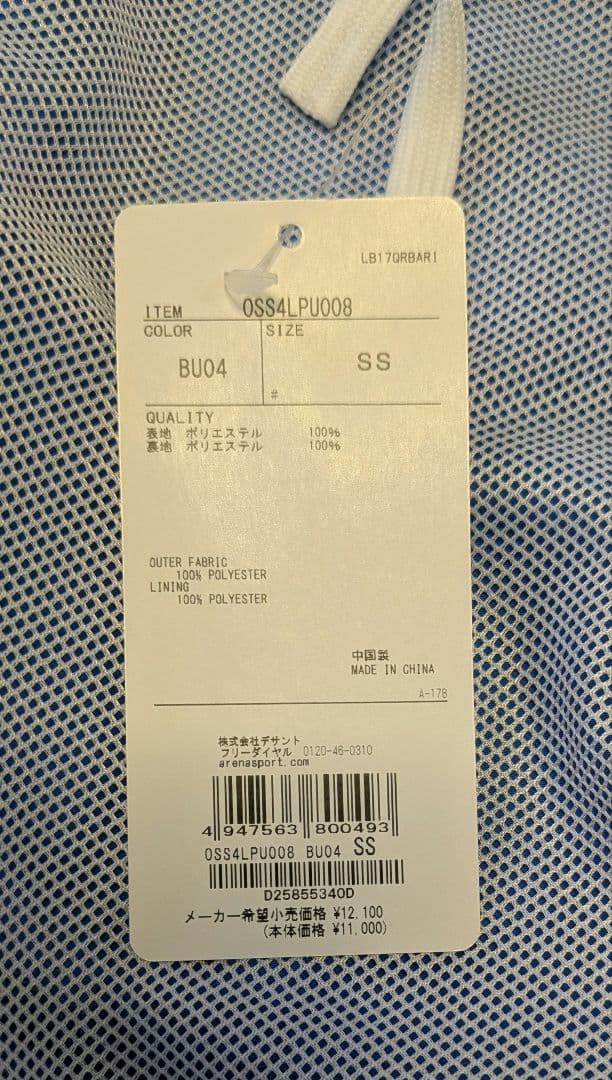 LB17QRBAR1
ITEM 0SS4LPU008
COLOR SIZE
BU04 SS
#
QUALITY
表地 ポリエステル 100%
裏地 ポリエステル 100%
OUTER FABRIC
100% POLYESTER
LINING
100% POLYESTER
中国製
MADE IN CHINA
A-178
株式会社デサント
フリーダイヤル 0120-46-0310
arenasport.com
4 947563 800493
0SS4LPU008 BU04 SS
D25855340D
メーカー希望小売価格 ¥12,100
(本体価格 ¥11,000)